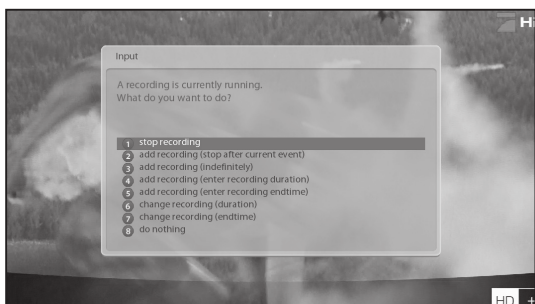 Hi
Input
A recording is currently running.
What do you want to do?
1 stop recording
2 add recording (stop after current event)
3 add recording (indefinitely)
4 add recording (enter recording duration)
5 add recording (enter recording endtime)
6 change recording (duration)
7 change recording (endtime)
8 do nothing
HD +